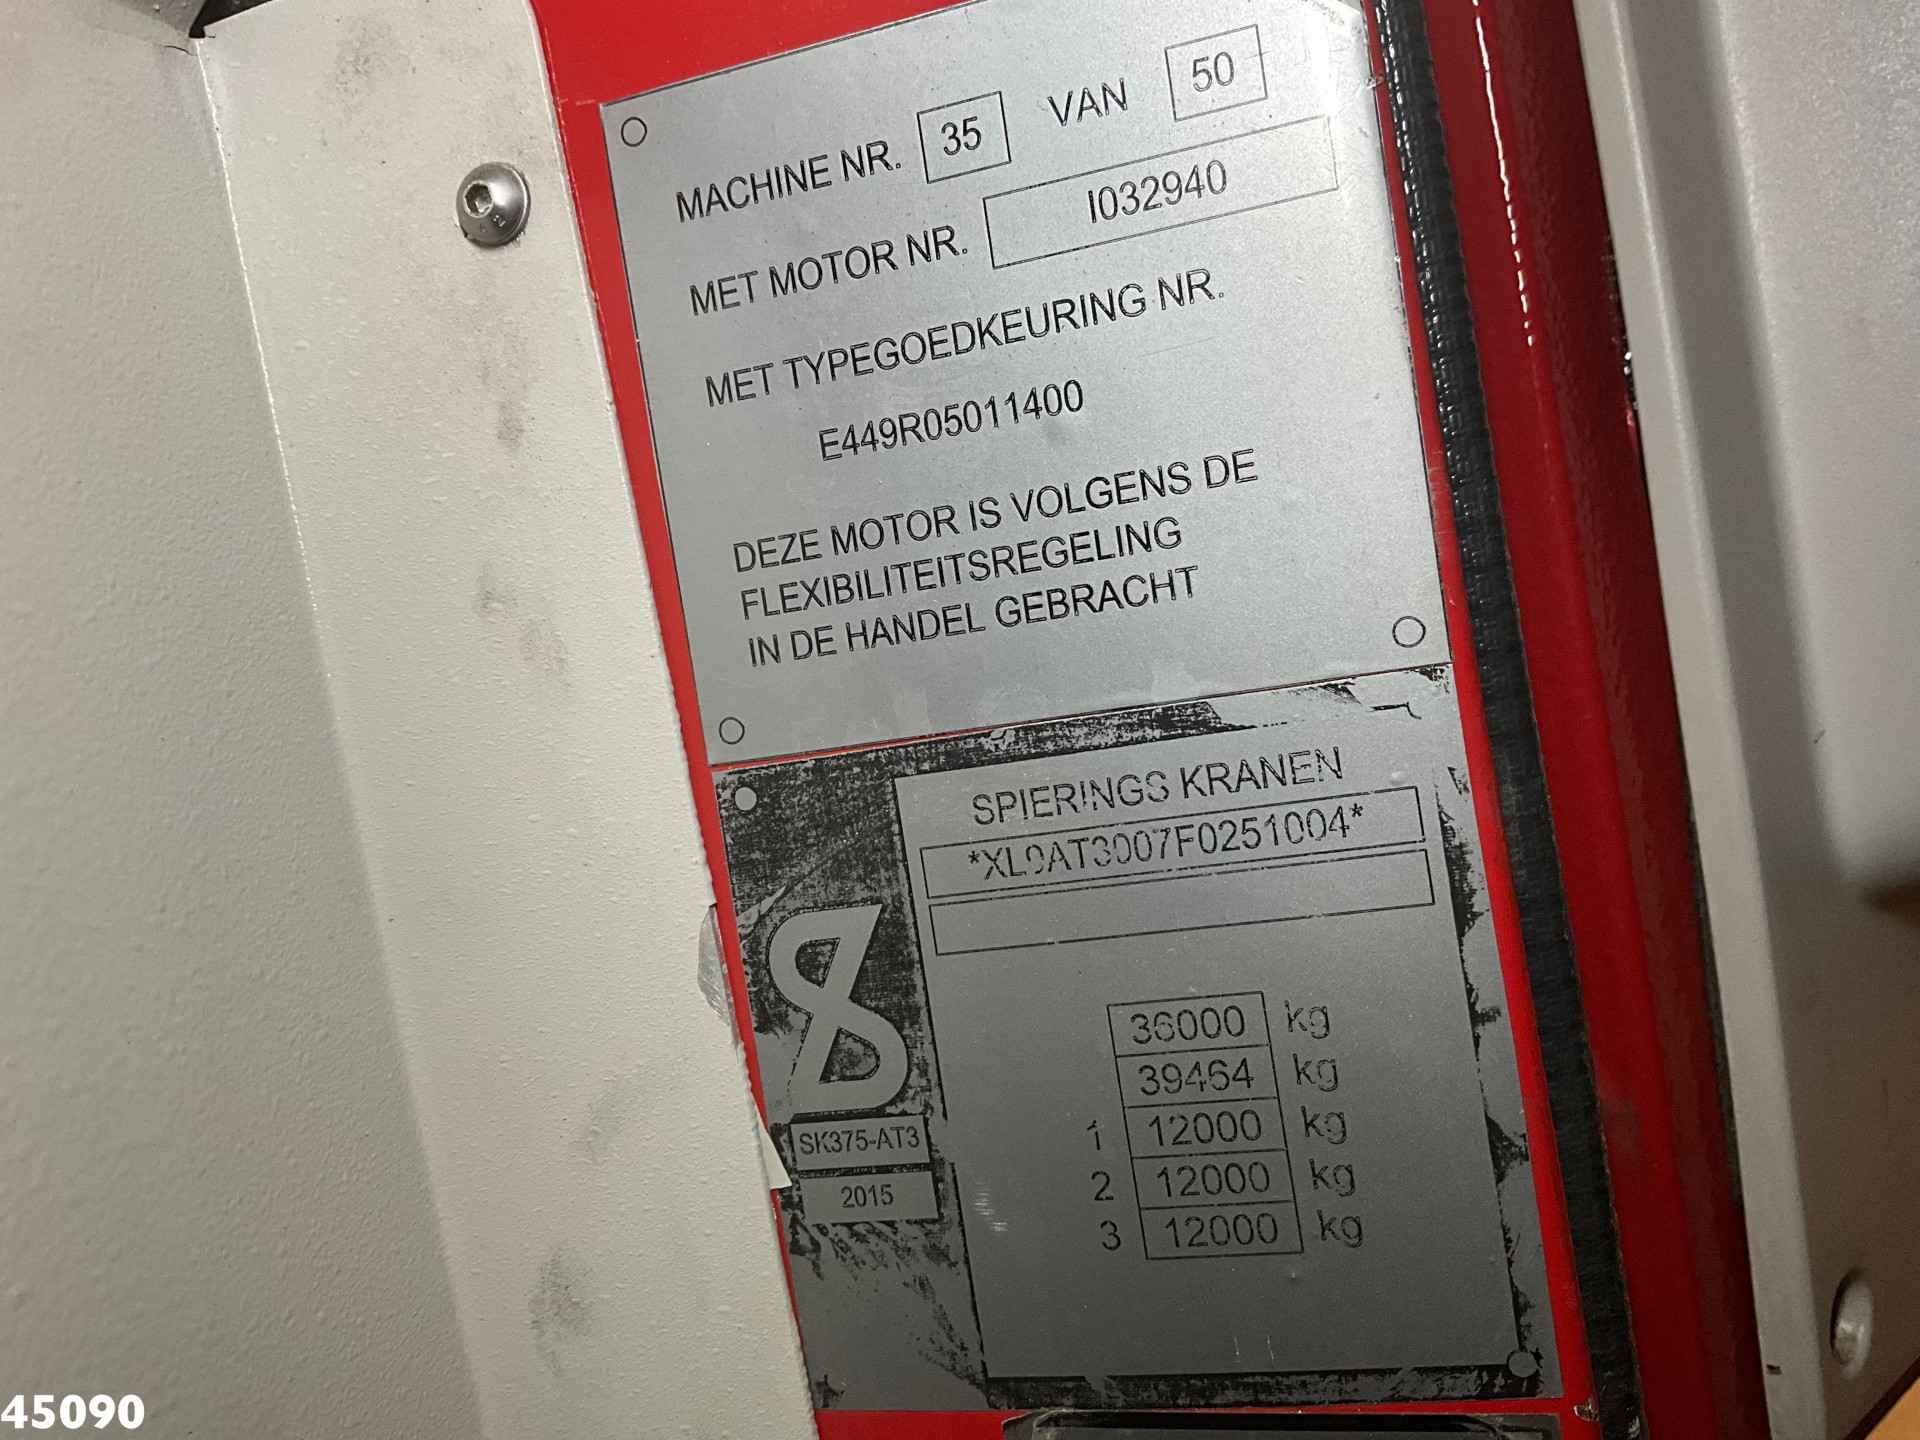 MACHINE NR. 35 VAN 50
MET MOTOR NR. I032940
MET TYPEGOEDKEURING NR.
E449R05011400
DEZE MOTOR IS VOLGENS DE
FLEXIBILITEITSREGELING
IN DE HANDEL GEBRACHT
SPIERINGS KRANEN
*XL9AT3007F0251004*
36000 kg
39464 kg
1 12000 kg
2 12000 kg
3 12000 kg
SK375-AT3
2015
45090